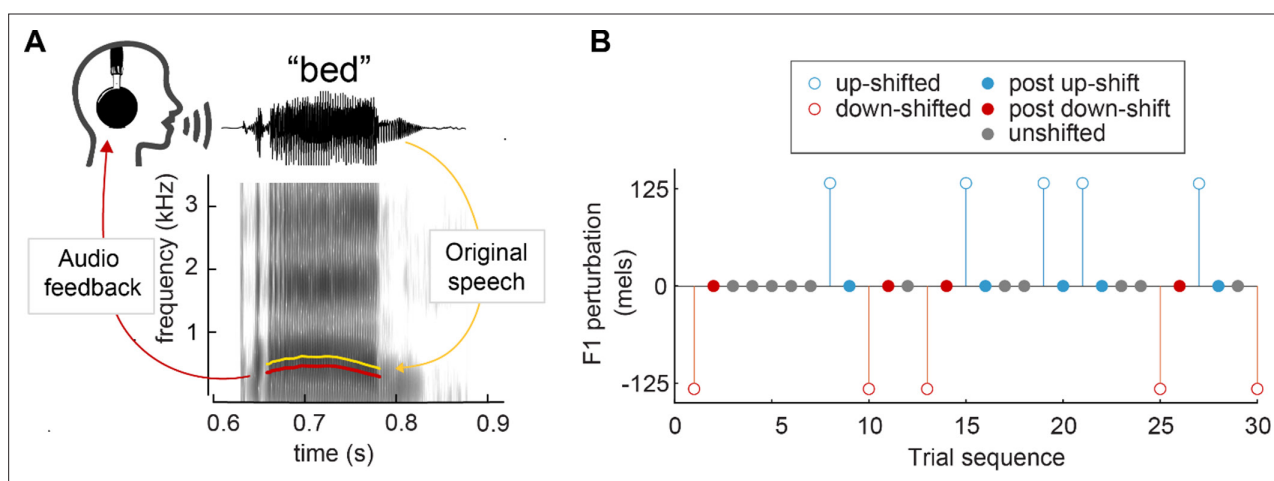 A
"bed"
frequency (kHz)
3
2
1
Audio
feedback
Original
speech
0.6 0.7 0.8 0.9
time (s)
B
up-shifted
down-shifted
post up-shift
post down-shift
unshifted
F1 perturbation
(mels)
125
0
-125
0 5 10 15 20 25 30
Trial sequence